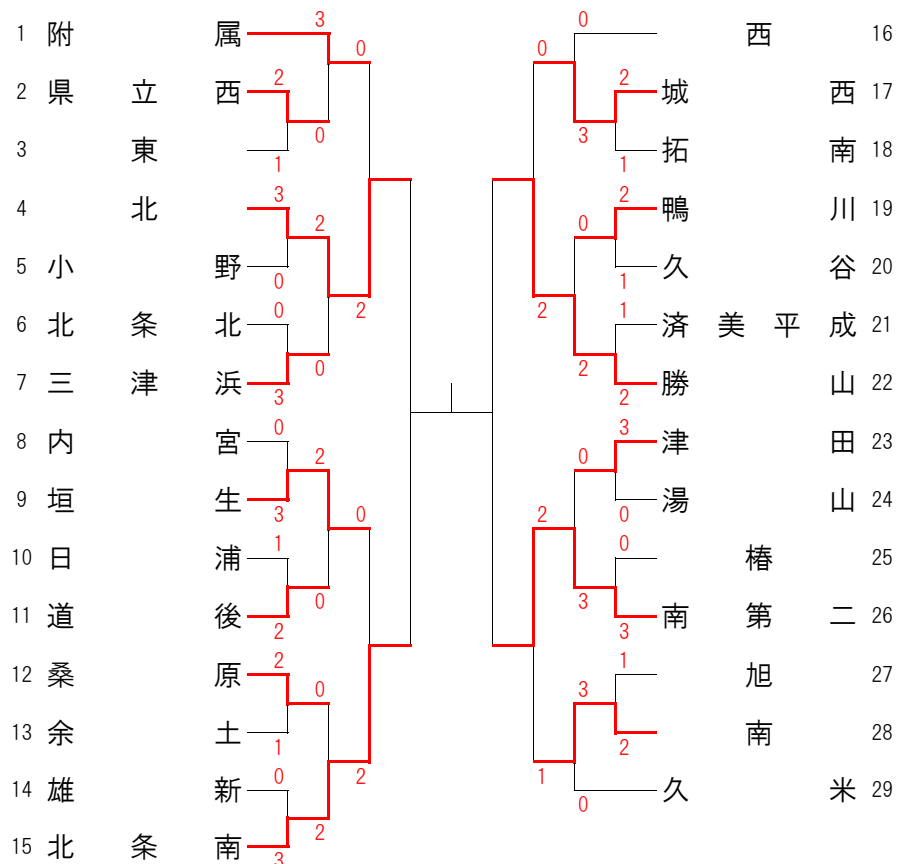 3
0
1 附属
0
西 16
0
2 県立西
2
2
城西 17
0
3
3 東
1
1
拓南 18
4 北
3
2
鴨川 19
2
0
5 小野
0
1
久谷 20
6 北条北
0
2
2
1
済美平成 21
7 三津浜
3
0
2
2
勝山 22
8 内宮
0
3
津田 23
2
0
9 垣生
3
0
2
0
湯山 24
10 日浦
1
0
椿 25
11 道後
2
0
3
3
南第二 26
12 桑原
2
1
旭 27
0
3
13 余土
1
2
南 28
14 雄新
0
2
1
0
久米 29
15 北条南
3
2